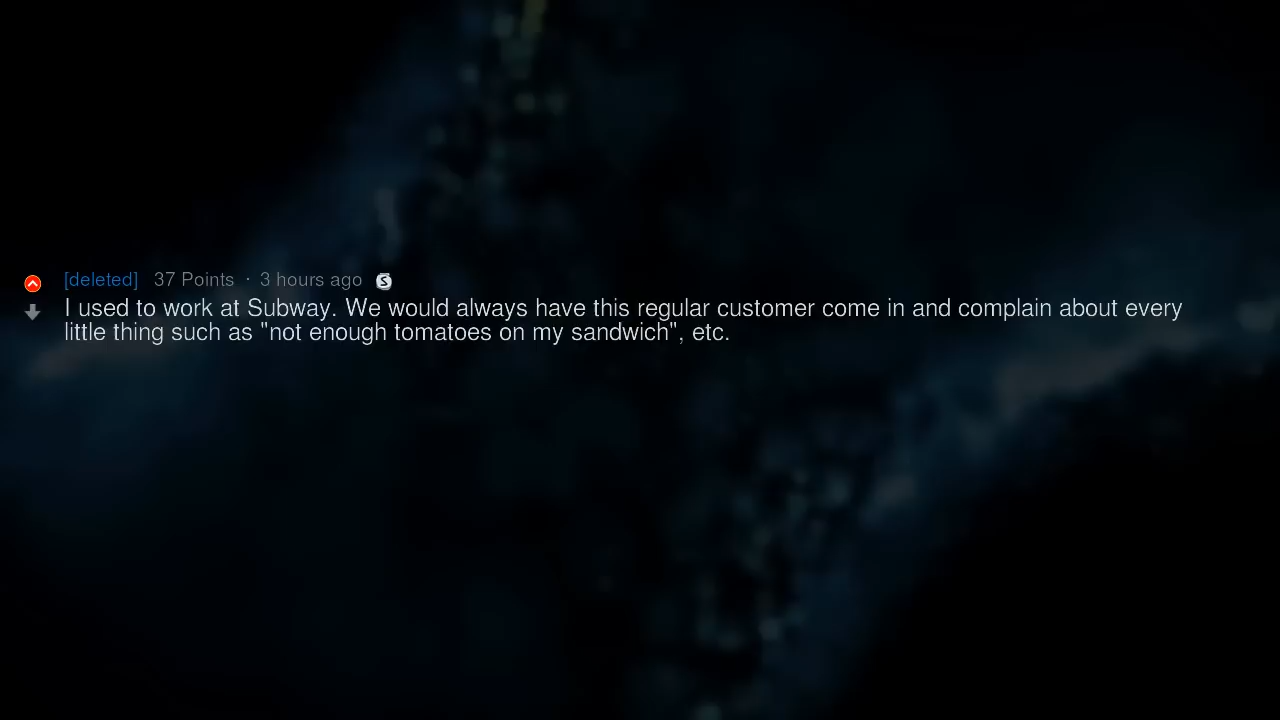 [deleted] 37 Points · 3 hours ago
I used to work at Subway. We would always have this regular customer come in and complain about every
little thing such as "not enough tomatoes on my sandwich", etc.